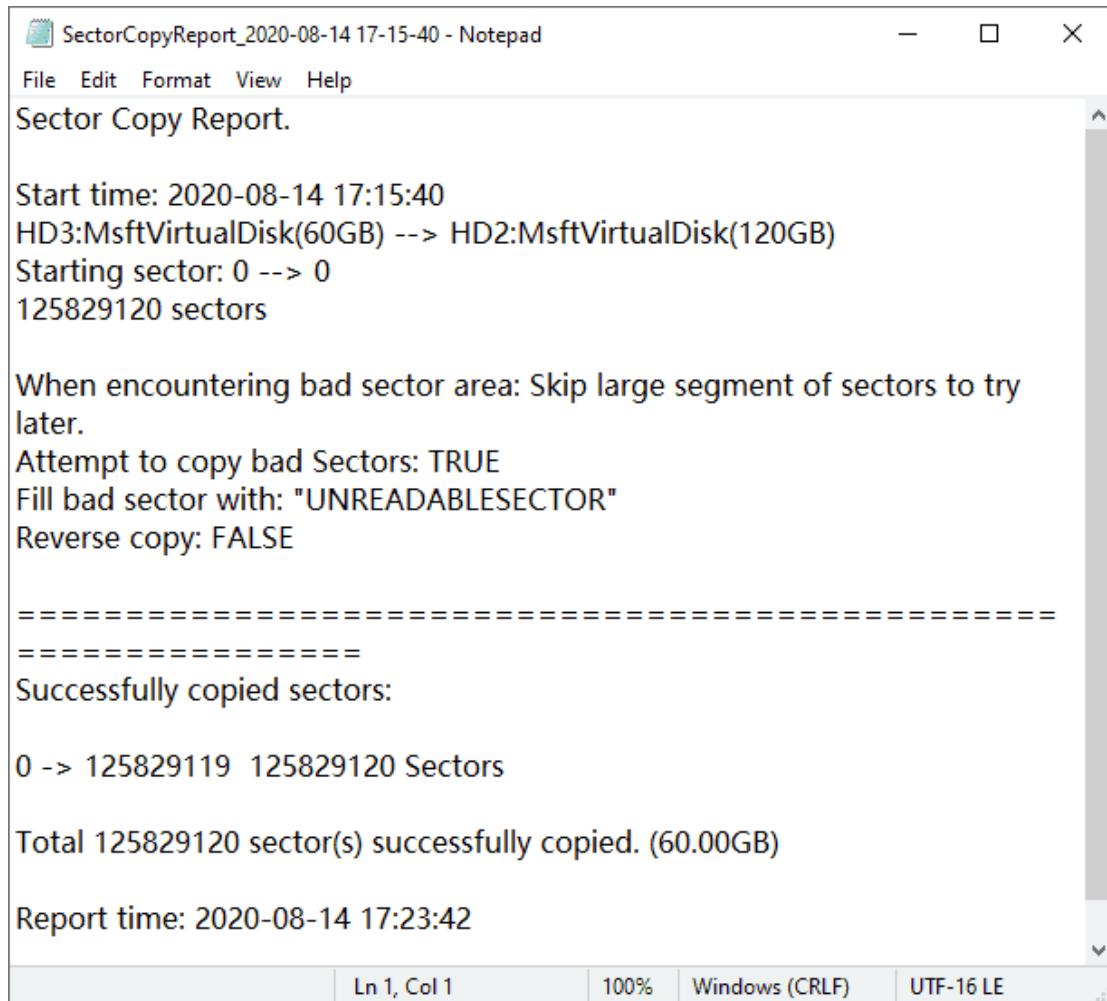 SectorCopyReport_2020-08-14 17-15-40 - Notepad
File Edit Format View Help
Sector Copy Report.
Start time: 2020-08-14 17:15:40
HD3:MsftVirtualDisk(60GB) --> HD2:MsftVirtualDisk(120GB)
Starting sector: 0 --> 0
125829120 sectors
When encountering bad sector area: Skip large segment of sectors to try
later.
Attempt to copy bad Sectors: TRUE
Fill bad sector with: "UNREADABLESECTOR"
Reverse copy: FALSE
================================================
================
Successfully copied sectors:
0 -> 125829119  125829120 Sectors
Total 125829120 sector(s) successfully copied. (60.00GB)
Report time: 2020-08-14 17:23:42
Ln 1, Col 1 100% Windows (CRLF) UTF-16 LE